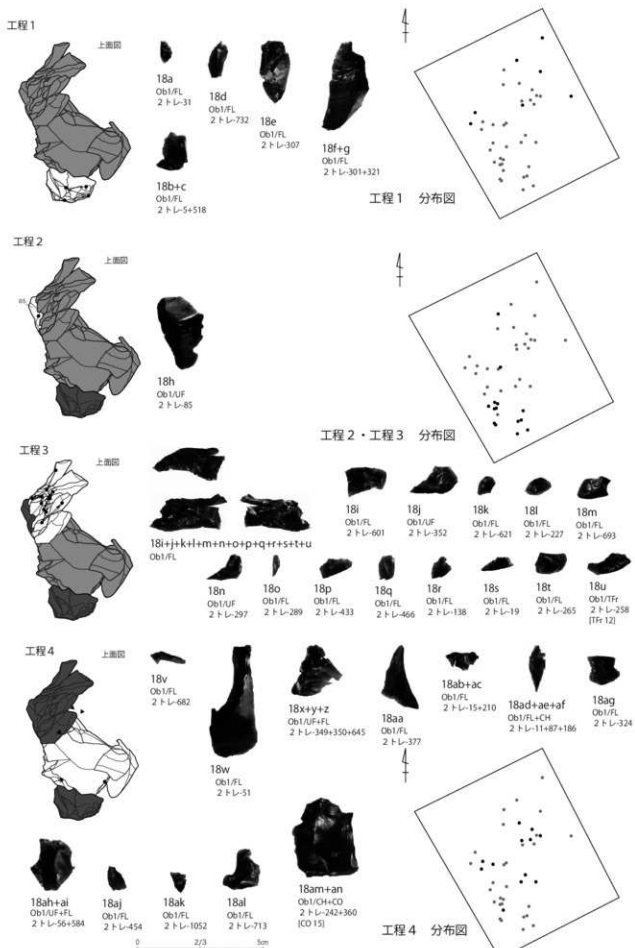 工程1
上面図
18a
Ob1/FL
2トレ-31
18d
Ob1/FL
2トレ-732
18e
Ob1/FL
2トレ-307
18f+g
Ob1/FL
2トレ-301+321
18b+c
Ob1/FL
2トレ-5+518
工程1 分布図
工程2
上面図
85
18h
Ob1/UF
2トレ-85
工程2・工程3 分布図
工程3
上面図
18i+j+k+l+m+n+o+p+q+r+s+t+u
Ob1/FL
18i
Ob1/FL
2トレ-601
18j
Ob1/UF
2トレ-352
18k
Ob1/FL
2トレ-621
18l
Ob1/FL
2トレ-227
18m
Ob1/FL
2トレ-693
18n
Ob1/UF
2トレ-297
18o
Ob1/FL
2トレ-289
18p
Ob1/FL
2トレ-433
18q
Ob1/FL
2トレ-466
18r
Ob1/FL
2トレ-138
18s
Ob1/FL
2トレ-19
18t
Ob1/FL
2トレ-265
18u
Ob1/TFr
2トレ-258
[TFr 12]
工程4
上面図
18v
Ob1/FL
2トレ-682
18w
Ob1/FL
2トレ-51
18x+y+z
Ob1/UF+FL
2トレ-349+350+645
18aa
Ob1/FL
2トレ-377
18ab+ac
Ob1/FL
2トレ-15+210
18ad+ae+af
Ob1/FL+CH
2トレ-11+87+186
18ag
Ob1/FL
2トレ-324
18ah+ai
Ob1/UF+FL
2トレ-56+584
18aj
Ob1/FL
2トレ-454
18ak
Ob1/FL
2トレ-1052
18al
Ob1/FL
2トレ-713
18am+an
Ob1/CH+CO
2トレ-242+360
[CO 15]
工程4 分布図
0 2/3 5cm